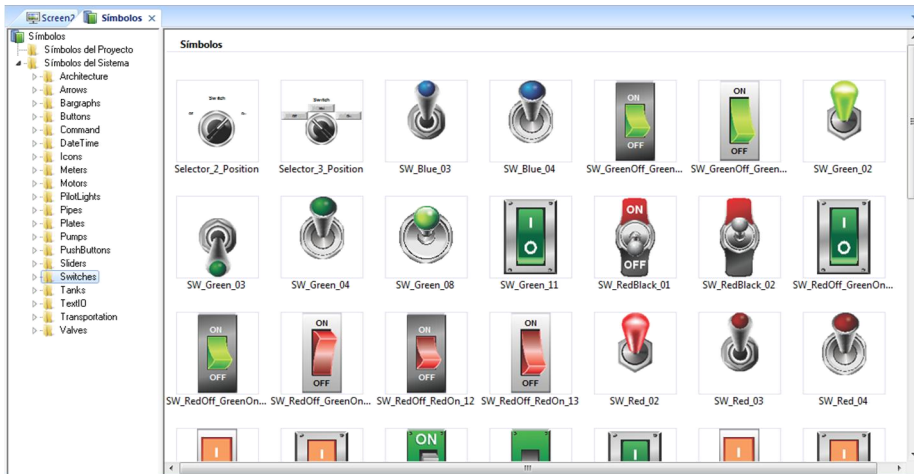 Screen2 Símbolos
Símbolos
Símbolos del Proyecto
Símbolos del Sistema
Architecture
Arrows
Bargraphs
Buttons
Command
DateTime
Icons
Meters
Motors
PilotLights
Pipes
Plates
Pumps
PushButtons
Sliders
Switches
Tanks
TextIO
Transportation
Valves
Símbolos
Switch
Switch
ON
OFF
ON
OFF
Selector_2_Position Selector_3_Position SW_Blue_03 SW_Blue_04 SW_GreenOff_Green... SW_GreenOff_Green... SW_Green_02
I
O
ON
OFF
I
O
SW_Green_03 SW_Green_04 SW_Green_08 SW_Green_11 SW_RedBlack_01 SW_RedBlack_02 SW_RedOff_GreenOn...
ON
OFF
ON
OFF
ON
OFF
ON
OFF
SW_RedOff_GreenOn... SW_RedOff_GreenOn... SW_RedOff_RedOn_12 SW_RedOff_RedOn_13 SW_Red_02 SW_Red_03 SW_Red_04
I
I
ON
I
I
I